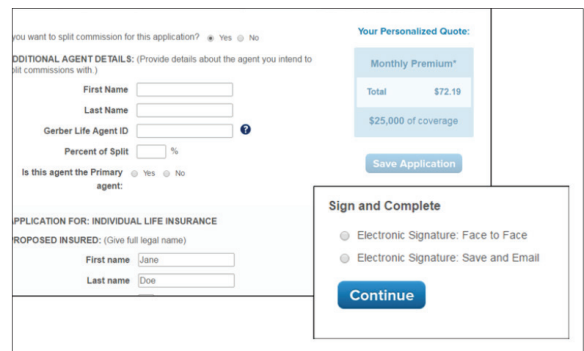 you want to split commission for this application? Yes No
DDITIONAL AGENT DETAILS: (Provide details about the agent you intend to
plit commissions with.)
First Name
Last Name
Gerber Life Agent ID ?
Percent of Split %
Is this agent the Primary Yes No
agent:
APPLICATION FOR: INDIVIDUAL LIFE INSURANCE
PROPOSED INSURED: (Give full legal name)
First name Jane
Last name Doe
Your Personalized Quote:
Monthly Premium*
Total $72.19
$25,000 of coverage
Save Application
Sign and Complete
Electronic Signature: Face to Face
Electronic Signature: Save and Email
Continue